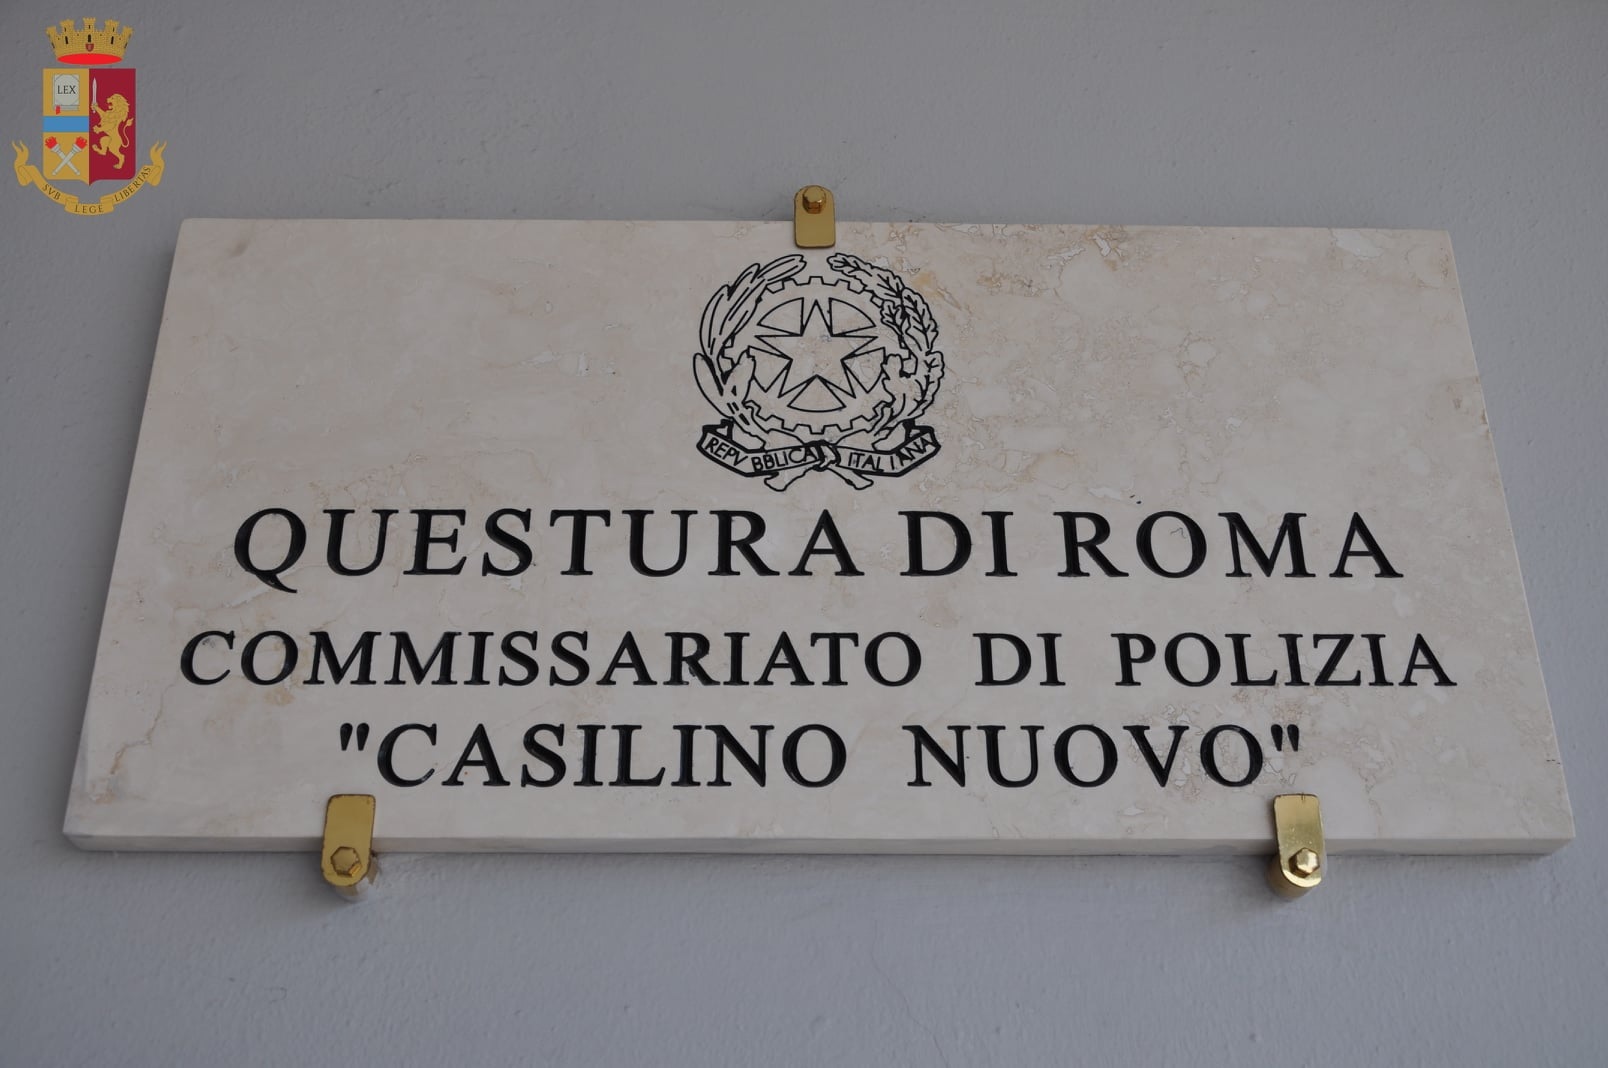 LEX
SVB LEGE LIBERTAS
REPVBBLICA ITALIANA
QUESTURA DI ROMA
COMMISSARIATO DI POLIZIA
"CASILINO NUOVO"